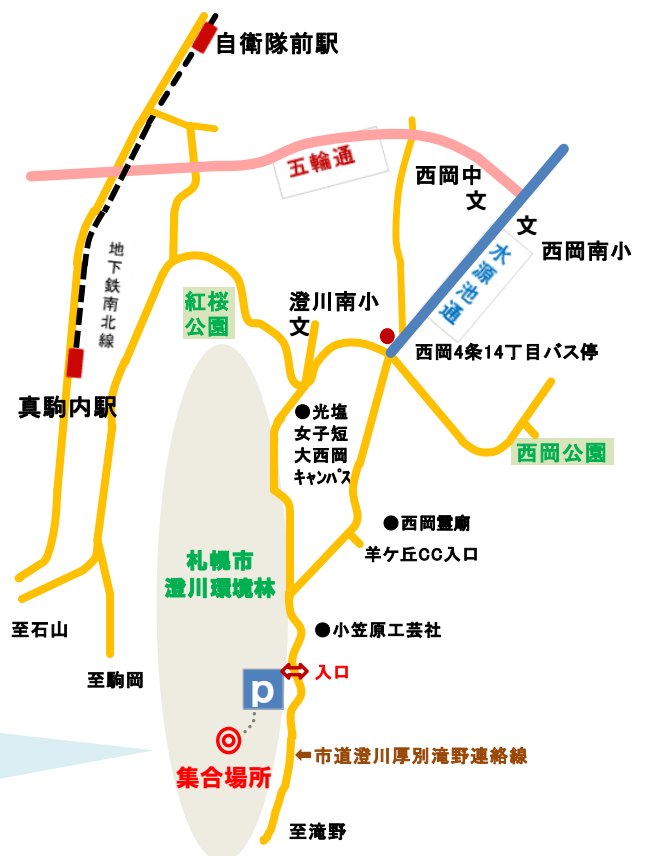 自衛隊前駅
五輪通
西岡中
文
文
西岡南小
水源池通
地下鉄南北線
紅桜
公園
澄川南小
文
西岡4条14丁目バス停
真駒内駅
●光塩
女子短
大西岡
ｷｬﾝﾊﾟｽ
西岡公園
●西岡霊廟
羊ケ丘CC入口
札幌市
澄川環境林
至石山
●小笠原工芸社
至駒岡
入口
p
集合場所
←市道澄川厚別滝野連絡線
至滝野